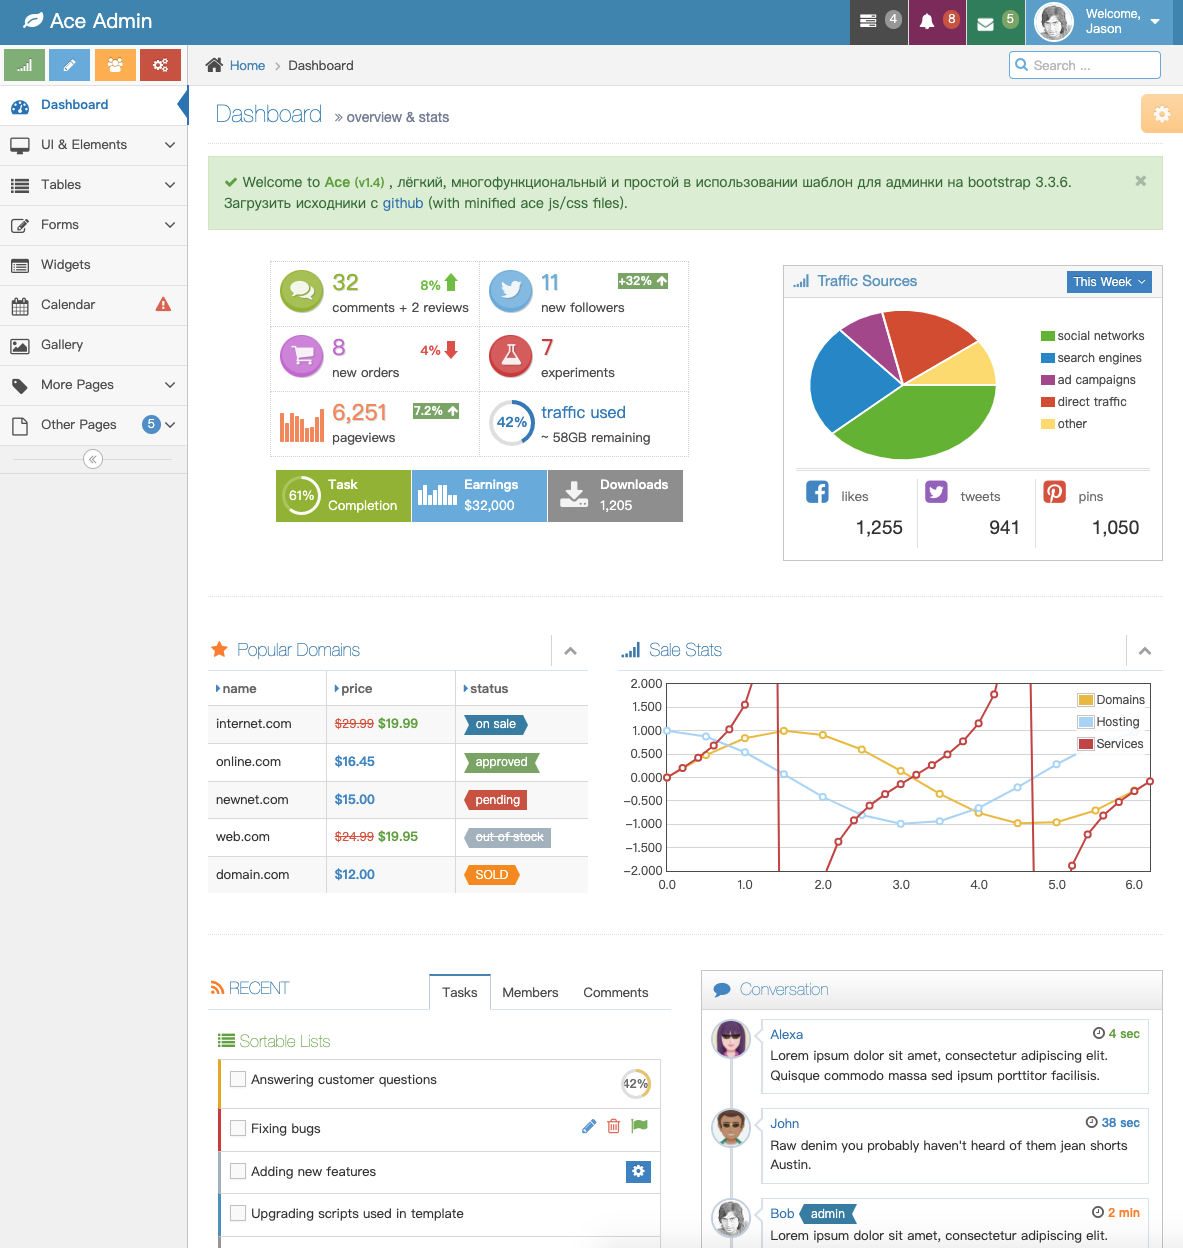 Ace Admin
4
8
5
Welcome,
Jason
Home
Dashboard
Search ...
Dashboard
UI & Elements
Tables
Forms
Widgets
Calendar
Gallery
More Pages
Other Pages 5
Dashboard » overview & stats
Welcome to Ace (v1.4) , лёгкий, многофункциональный и простой в использовании шаблон для админки на bootstrap 3.3.6.
Загрузить исходники с github (with minified ace js/css files).
32 8%
comments + 2 reviews
11 +32%
new followers
8 4%
new orders
7
experiments
6,251 7.2%
pageviews
42% traffic used
~ 58GB remaining
61% Task
Completion
Earnings
$32,000
Downloads
1,205
Traffic Sources
This Week
social networks
search engines
ad campaigns
direct traffic
other
likes
1,255
tweets
941
pins
1,050
Popular Domains
name price status
internet.com $29.99 $19.99 on sale
online.com $16.45 approved
newnet.com $15.00 pending
web.com $24.99 $19.95 out of stock
domain.com $12.00 SOLD
Sale Stats
2.000
1.500
1.000
0.500
0.000
−0.500
−1.000
−1.500
−2.000
0.0 1.0 2.0 3.0 4.0 5.0 6.0
Domains
Hosting
Services
RECENT
Tasks Members Comments
Sortable Lists
Answering customer questions 42%
Fixing bugs
Adding new features
Upgrading scripts used in template
Conversation
Alexa 4 sec
Lorem ipsum dolor sit amet, consectetur adipiscing elit.
Quisque commodo massa sed ipsum porttitor facilisis.
John 38 sec
Raw denim you probably haven't heard of them jean shorts
Austin.
Bob admin 2 min
Lorem ipsum dolor sit amet, consectetur adipiscing elit.